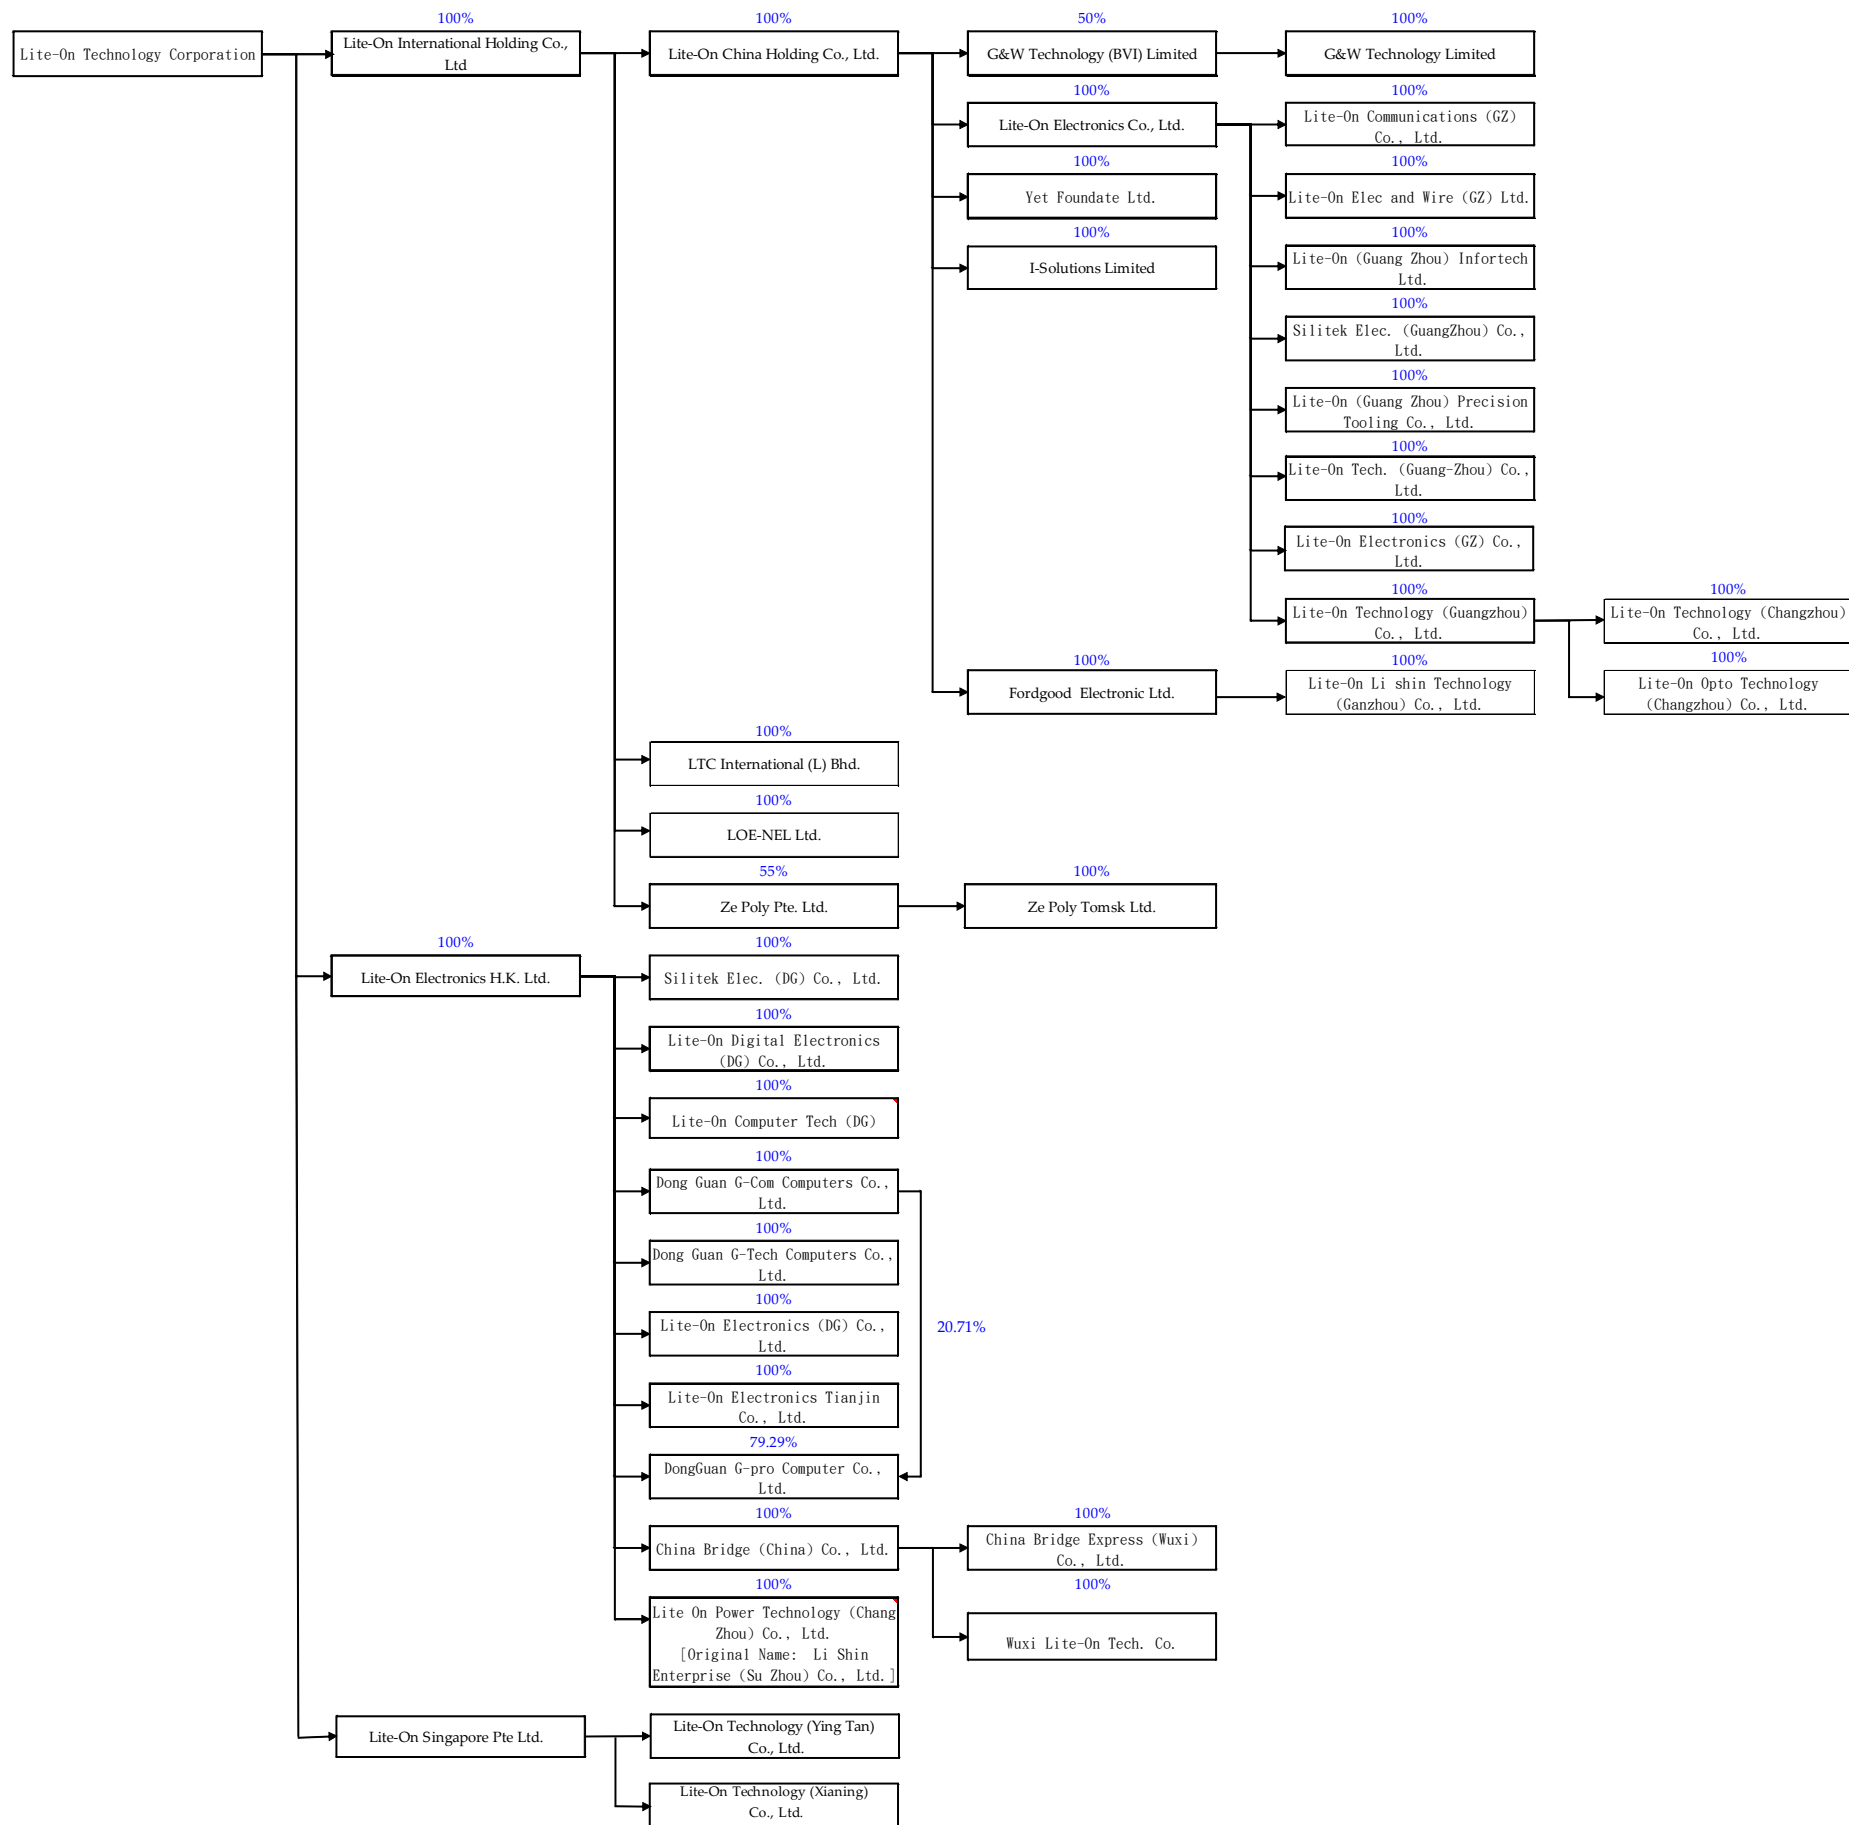 100%
100%
50%
100%
Lite-On Technology Corporation
Lite-On International Holding Co.,
Ltd
Lite-On China Holding Co., Ltd.
G&W Technology (BVI) Limited
G&W Technology Limited
100%
100%
Lite-On Electronics Co., Ltd.
Lite-On Communications (GZ)
Co., Ltd.
100%
100%
Yet Foundate Ltd.
Lite-On Elec and Wire (GZ) Ltd.
100%
100%
I-Solutions Limited
Lite-On (Guang Zhou) Infortech
Ltd.
100%
Silitek Elec. (GuangZhou) Co.,
Ltd.
100%
Lite-On (Guang Zhou) Precision
Tooling Co., Ltd.
100%
Lite-On Tech. (Guang-Zhou) Co.,
Ltd.
100%
Lite-On Electronics (GZ) Co.,
Ltd.
100%
100%
Lite-On Technology (Guangzhou)
Co., Ltd.
Lite-On Technology (Changzhou)
Co., Ltd.
100%
100%
100%
Fordgood  Electronic Ltd.
Lite-On Li shin Technology
(Ganzhou) Co., Ltd.
Lite-On Opto Technology
(Changzhou) Co., Ltd.
100%
LTC International (L) Bhd.
100%
LOE-NEL Ltd.
55%
100%
Ze Poly Pte. Ltd.
Ze Poly Tomsk Ltd.
100%
100%
Lite-On Electronics H.K. Ltd.
Silitek Elec. (DG) Co., Ltd.
100%
Lite-On Digital Electronics
(DG) Co., Ltd.
100%
Lite-On Computer Tech (DG)
100%
Dong Guan G-Com Computers Co.,
Ltd.
100%
Dong Guan G-Tech Computers Co.,
Ltd.
100%
Lite-On Electronics (DG) Co.,
Ltd.
20.71%
100%
Lite-On Electronics Tianjin
Co., Ltd.
79.29%
DongGuan G-pro Computer Co.,
Ltd.
100%
100%
China Bridge (China) Co., Ltd.
China Bridge Express (Wuxi)
Co., Ltd.
100%
100%
Lite On Power Technology (Chang
Zhou) Co., Ltd.
[Original Name:  Li Shin
Enterprise (Su Zhou) Co., Ltd.]
Wuxi Lite-On Tech. Co.
Lite-On Singapore Pte Ltd.
Lite-On Technology (Ying Tan)
Co., Ltd.
Lite-On Technology (Xianing)
Co., Ltd.